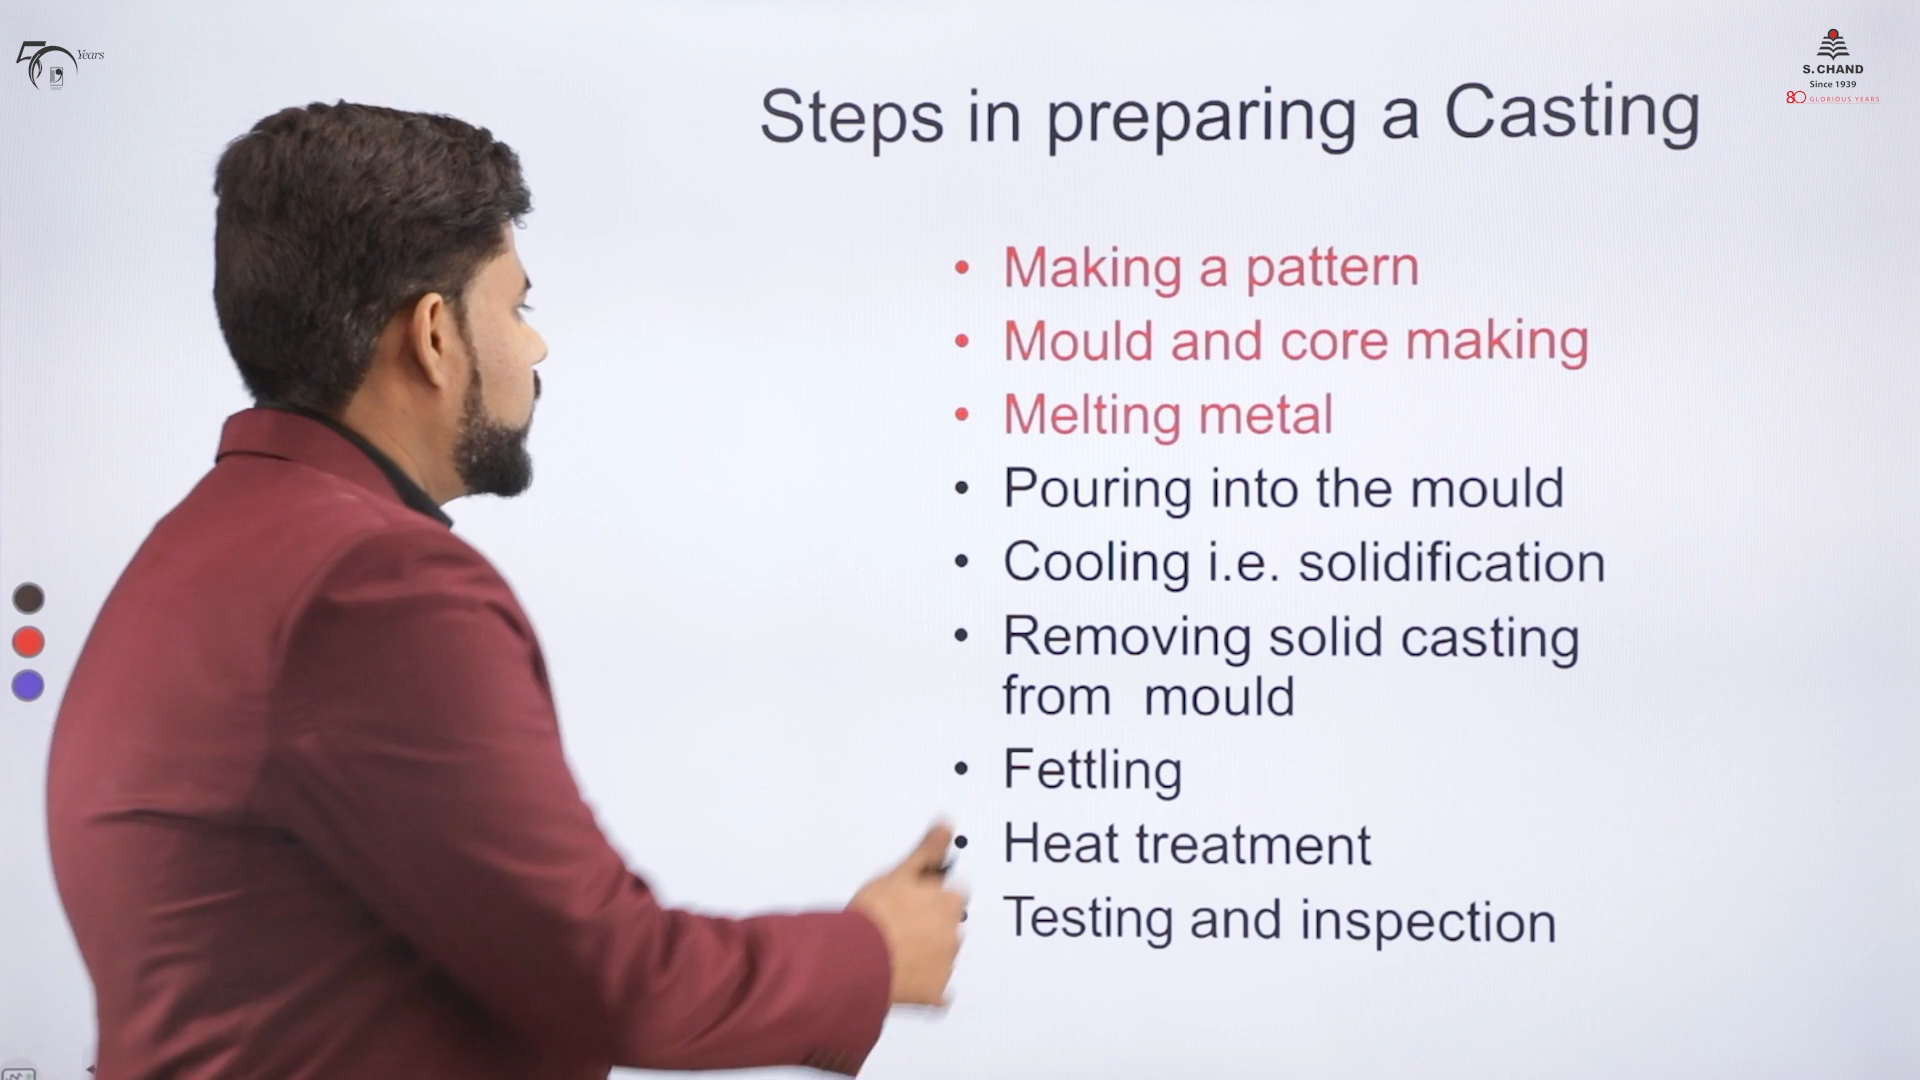 50 Years
S. CHAND
Since 1939
80 GLORIOUS YEARS
Steps in preparing a Casting
• Making a pattern
• Mould and core making
• Melting metal
• Pouring into the mould
• Cooling i.e. solidification
• Removing solid casting
from mould
• Fettling
• Heat treatment
• Testing and inspection